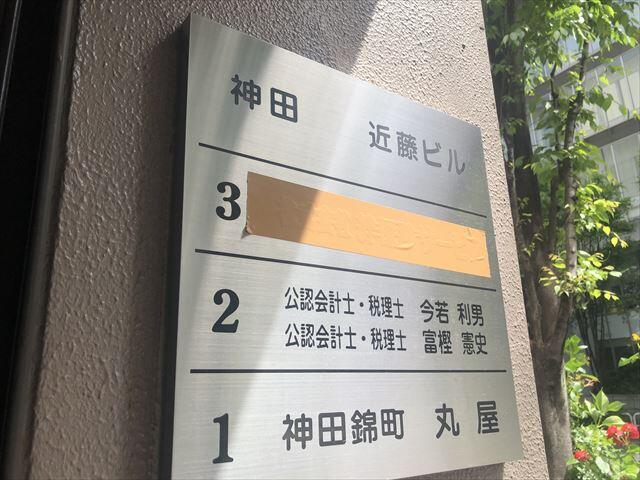 神田 近藤ビル
3
2 公認会計士・税理士 今若 利男
公認会計士・税理士 富樫 憲史
1 神田錦町 丸屋